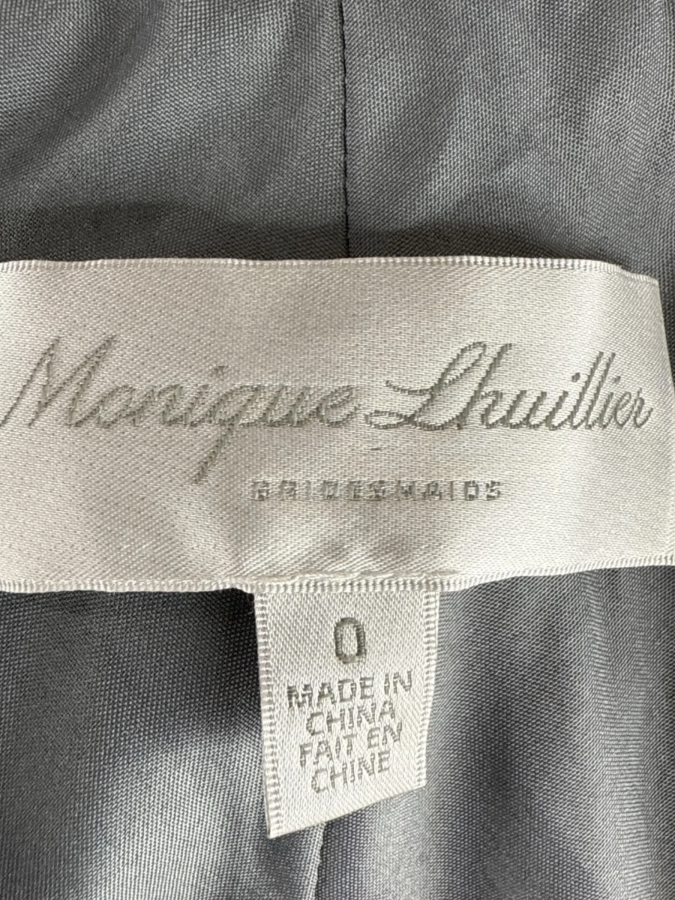 Monique Lhuillier
BRIDESMAIDS
0
MADE IN
CHINA
FAIT EN
CHINE